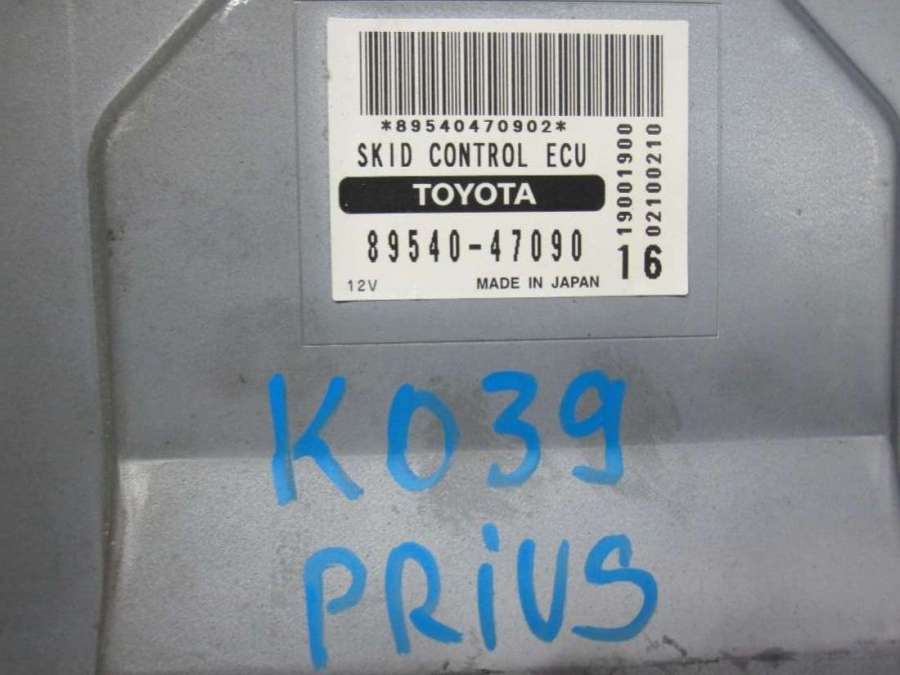 *89540470902*
SKID CONTROL ECU
TOYOTA
89540-47090
12V MADE IN JAPAN
19001900
02100210
16
K039
PRiUS